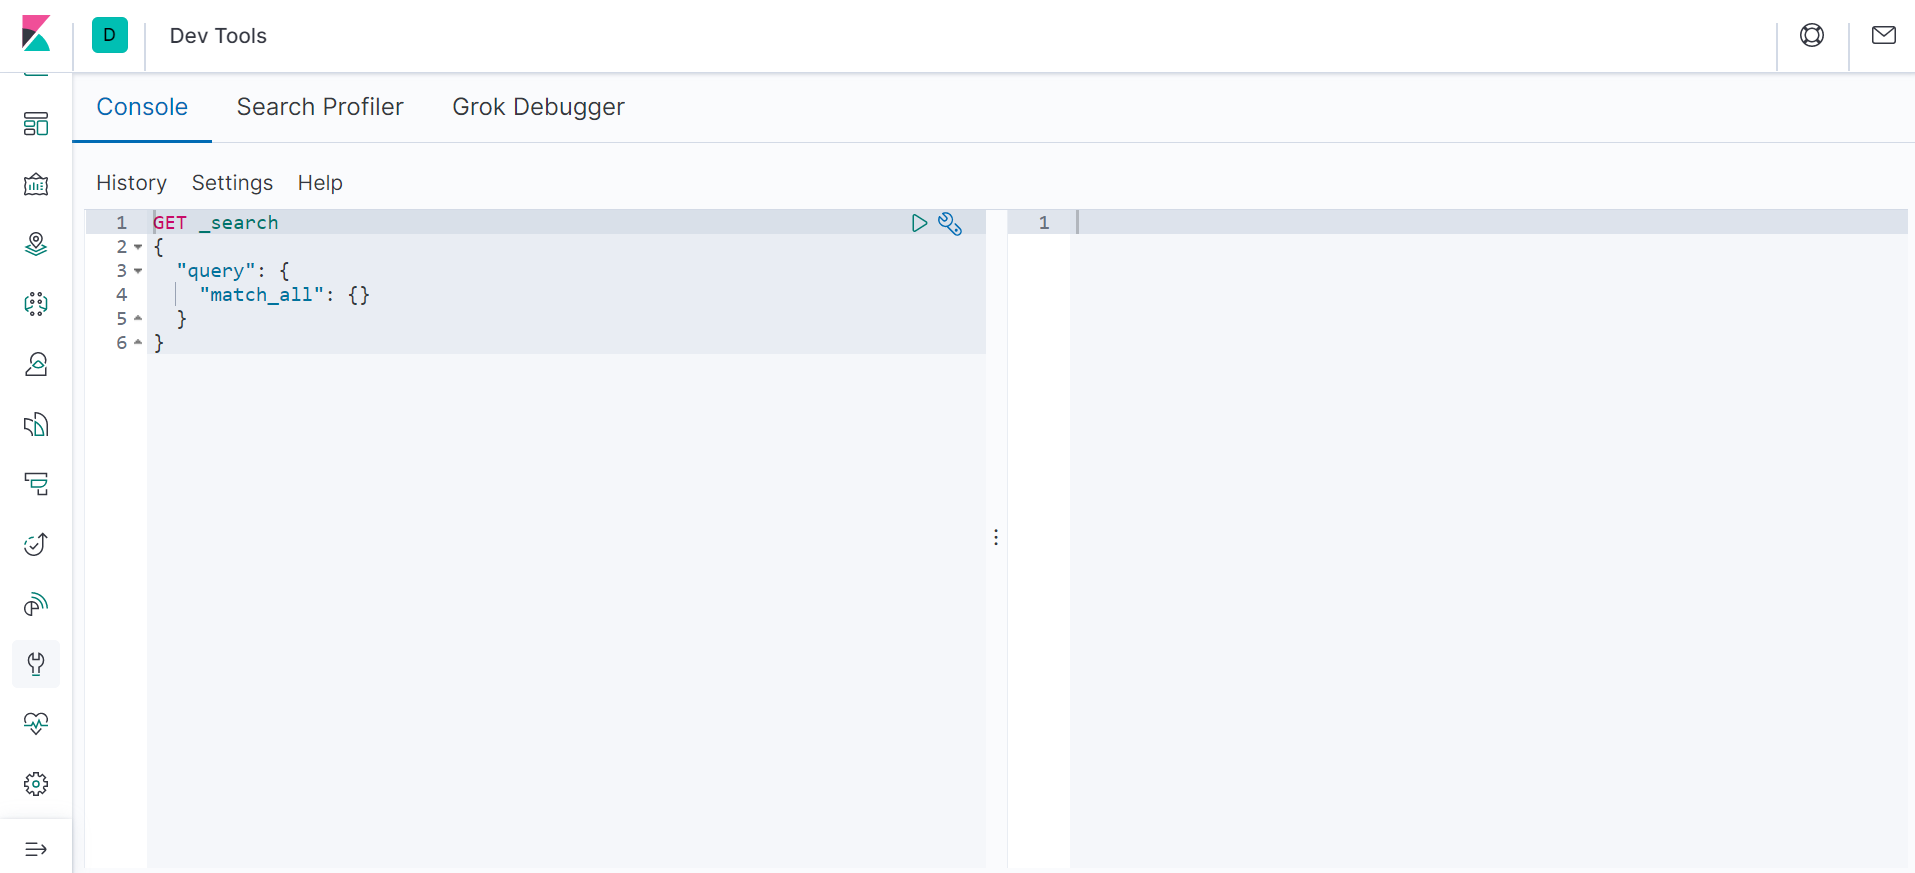 D Dev Tools
Console Search Profiler Grok Debugger
History Settings Help
1 GET _search
2 {
3 "query": {
4 "match_all": {}
5 }
6 }
1